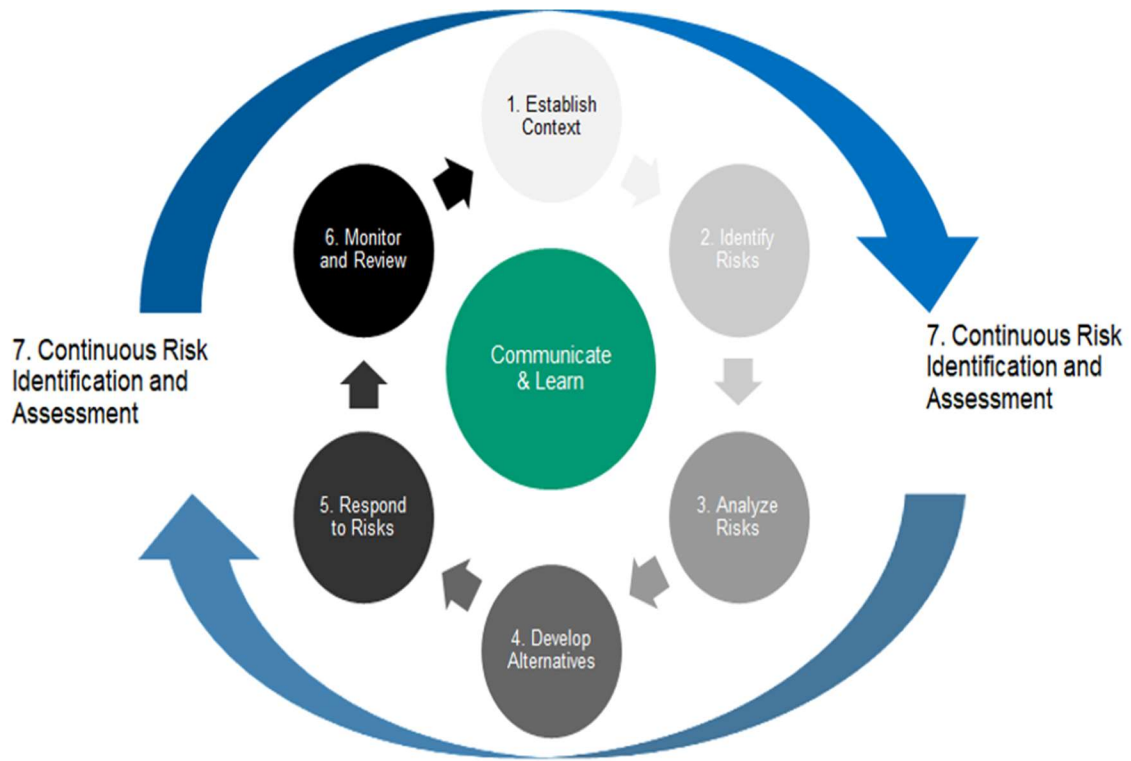 1. Establish
Context
2. Identify
Risks
3. Analyze
Risks
4. Develop
Alternatives
5. Respond
to Risks
6. Monitor
and Review
Communicate
& Learn
7. Continuous Risk
Identification and
Assessment
7. Continuous Risk
Identification and
Assessment